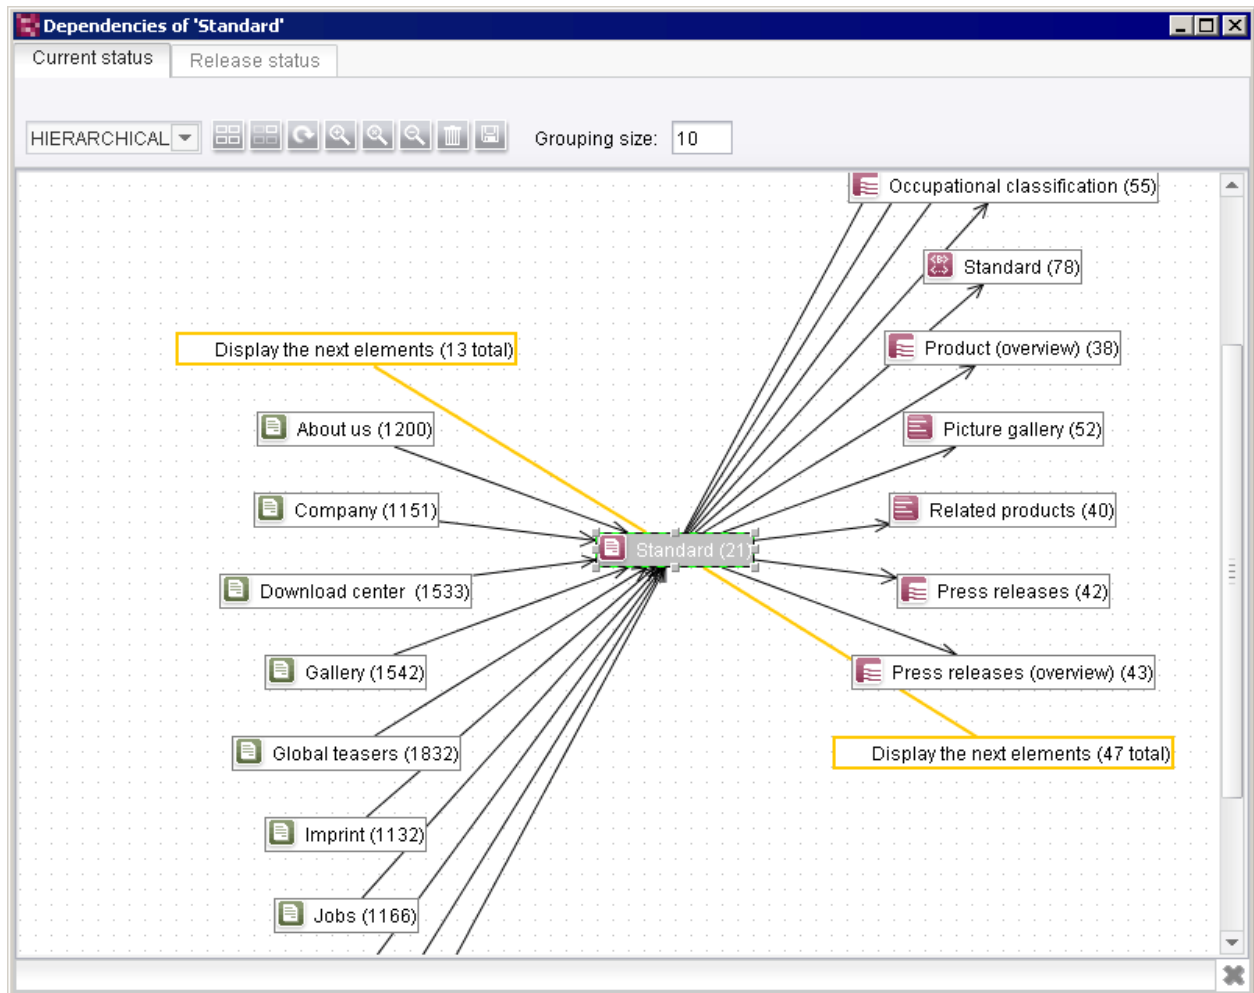 Dependencies of 'Standard'
Current status
Release status
HIERARCHICAL
Grouping size:
10
Occupational classification (55)
Standard (78)
Display the next elements (13 total)
Product (overview) (38)
About us (1200)
Picture gallery (52)
Company (1151)
Related products (40)
Standard (21)
Download center (1533)
Press releases (42)
Gallery (1542)
Press releases (overview) (43)
Global teasers (1832)
Display the next elements (47 total)
Imprint (1132)
Jobs (1166)